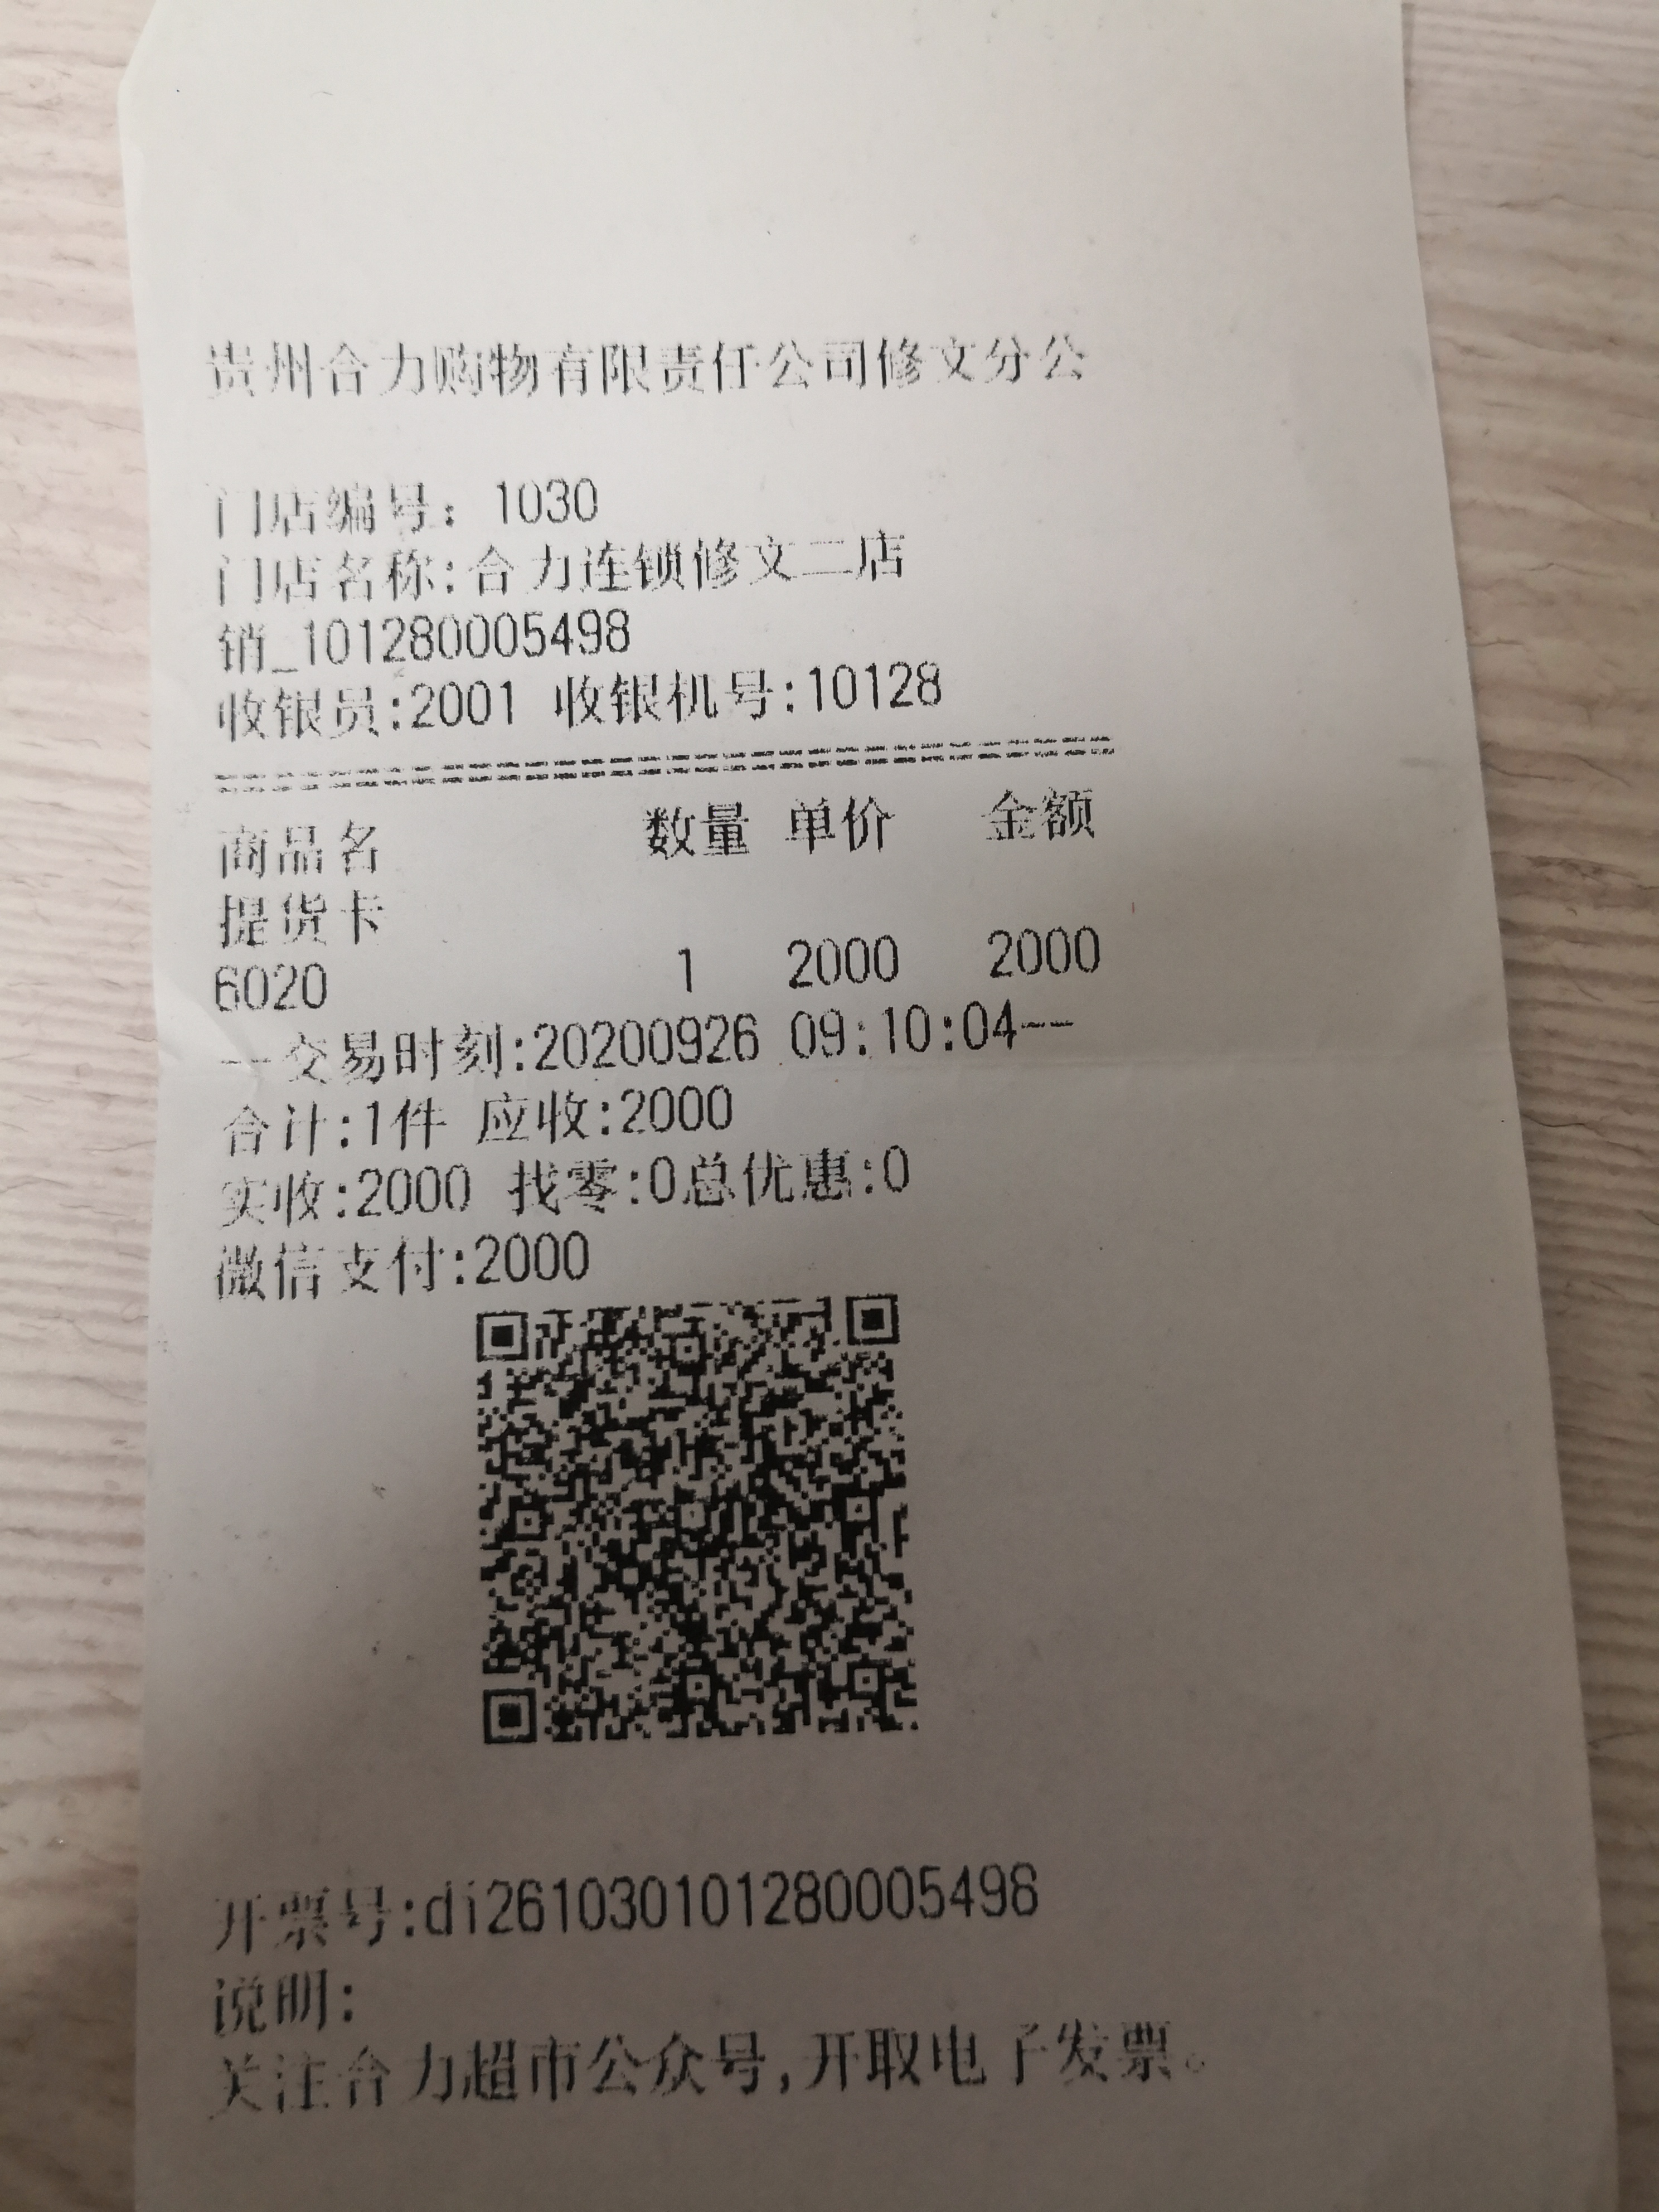 贵州合力购物有限责任公司修文分公
门店编号: 1030
门店名称:合力连锁修文二店
销_101280005498
收银员:2001 收银机号:10128
================================
商品名 数量 单价 金额
提货卡
6020 1 2000 2000
--交易时刻:20200926 09:10:04--
合计:1件 应收:2000
实收:2000 找零:0总优惠:0
微信支付:2000
开票号:di261030101280005498
说明:
关注合力超市公众号,开取电子发票。